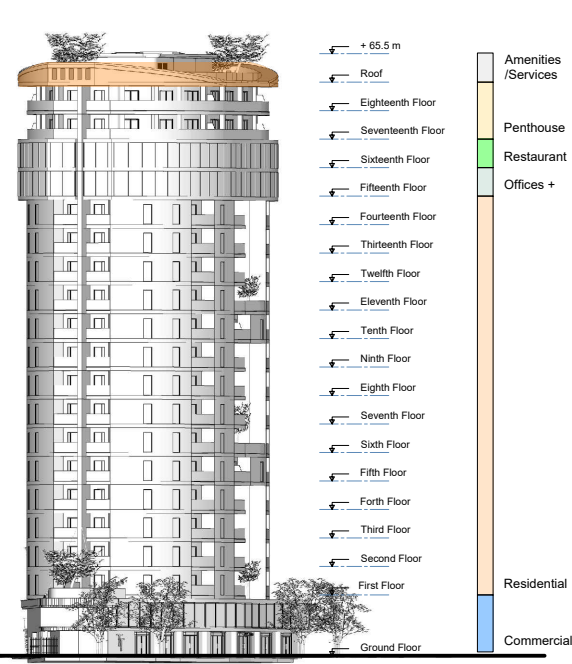 + 65.5 m
Roof
Eighteenth Floor
Seventeenth Floor
Sixteenth Floor
Fifteenth Floor
Fourteenth Floor
Thirteenth Floor
Twelfth Floor
Eleventh Floor
Tenth Floor
Ninth Floor
Eighth Floor
Seventh Floor
Sixth Floor
Fifth Floor
Forth Floor
Third Floor
Second Floor
First Floor
Ground Floor
Amenities
/Services
Penthouse
Restaurant
Offices +
Residential
Commercial